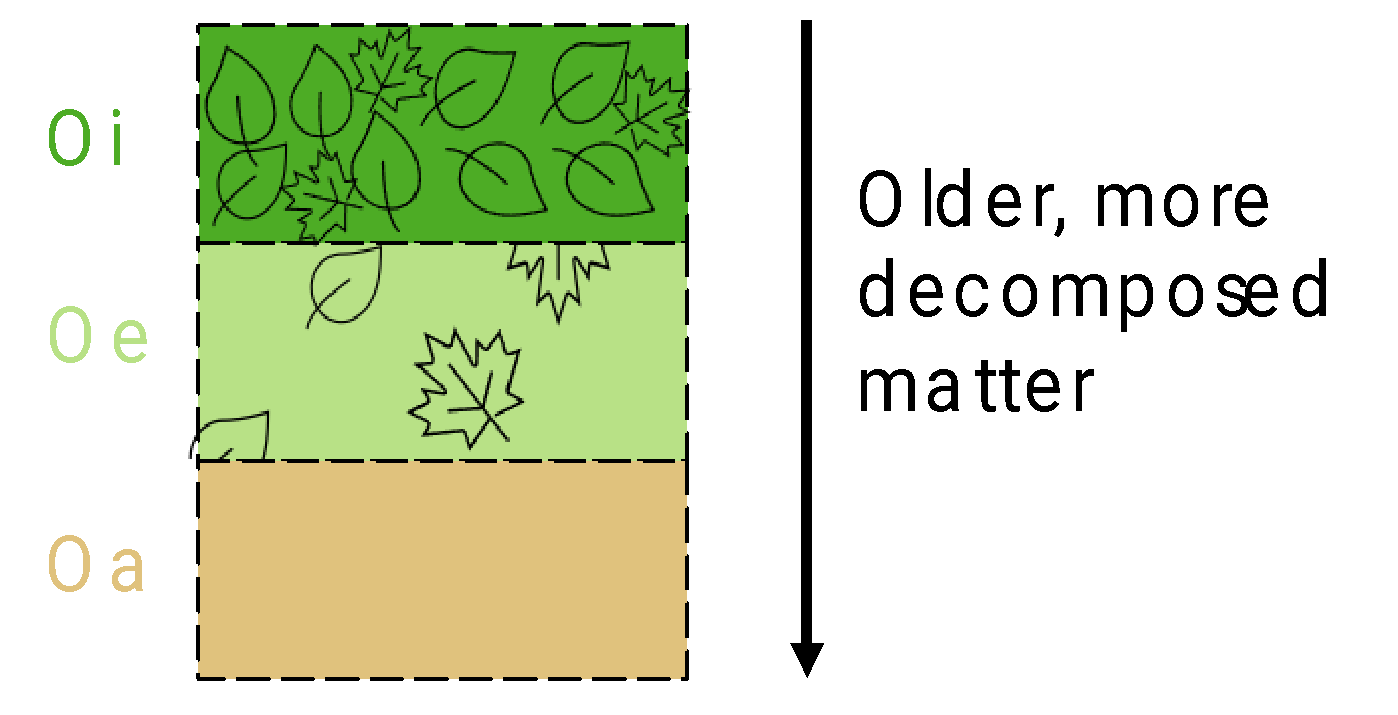 Oi
Oe
Oa
Older, more
decomposed
matter